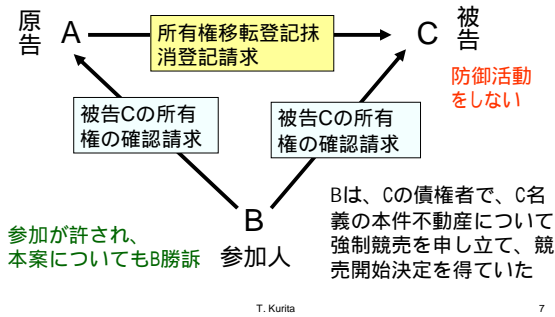 原告
A
所有権移転登記抹
消登記請求
C
被告
防御活動
をしない
被告Cの所有
権の確認請求
被告Cの所有
権の確認請求
B
参加人
参加が許され、
本案についてもB勝訴
Bは、Cの債権者で、C名
義の本件不動産について
強制競売を申し立て、競
売開始決定を得ていた
T. Kurita
7